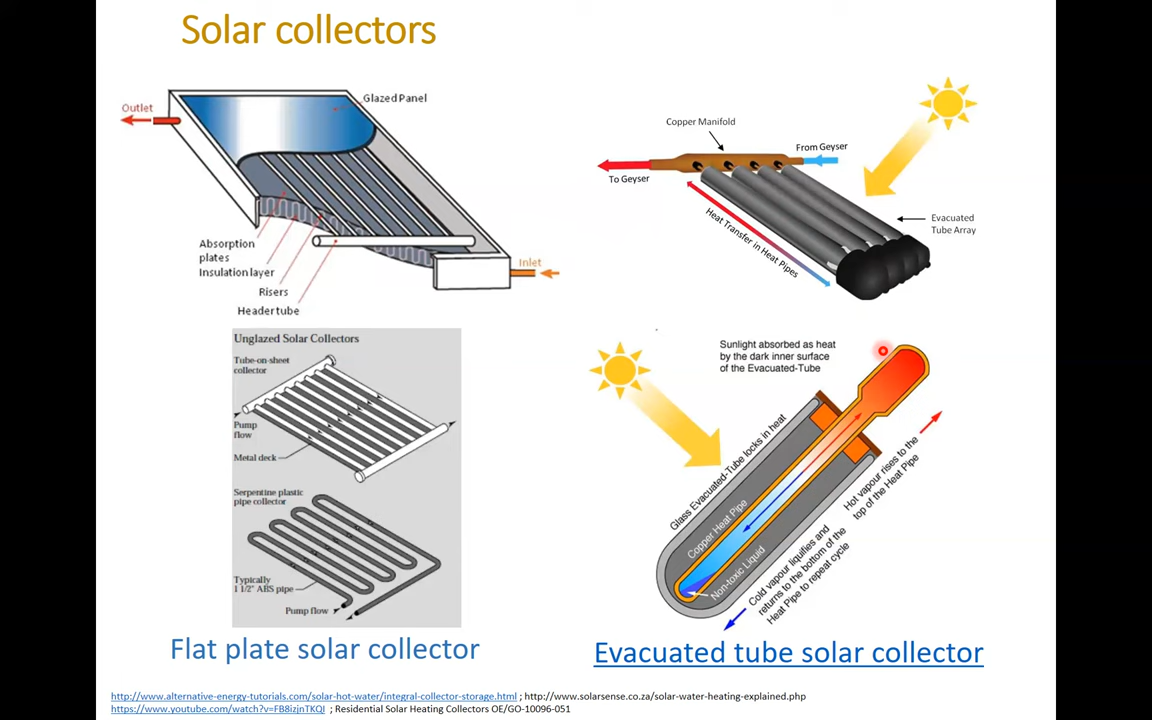 Solar collectors
Glazed Panel
Outlet
Absorption
plates
Insulation layer
Risers
Header tube
Inlet
Copper Manifold
From Geyser
To Geyser
Heat Transfer in Heat Pipes
Evacuated
Tube Array
Unglazed Solar Collectors
Tube-on-sheet
collector
Pump
flow
Metal deck
Serpentine plastic
pipe collector
Typically
1 1/2" ABS pipe
Pump flow
Sunlight absorbed as heat
by the dark inner surface
of the Evacuated-Tube
Glass Evacuated-Tube locks in heat
Copper Heat Pipe
Non-toxic Liquid
Hot vapour rises to the
top of the Heat Pipe
Cold vapour liquifies and
returns to the bottom of the
Heat Pipe to repeat cycle
Flat plate solar collector
Evacuated tube solar collector
http://www.alternative-energy-tutorials.com/solar-hot-water/integral-collector-storage.html ; http://www.solarsense.co.za/solar-water-heating-explained.php
https://www.youtube.com/watch?v=FB8izjnTKQI ; Residential Solar Heating Collectors OE/GO-10096-051